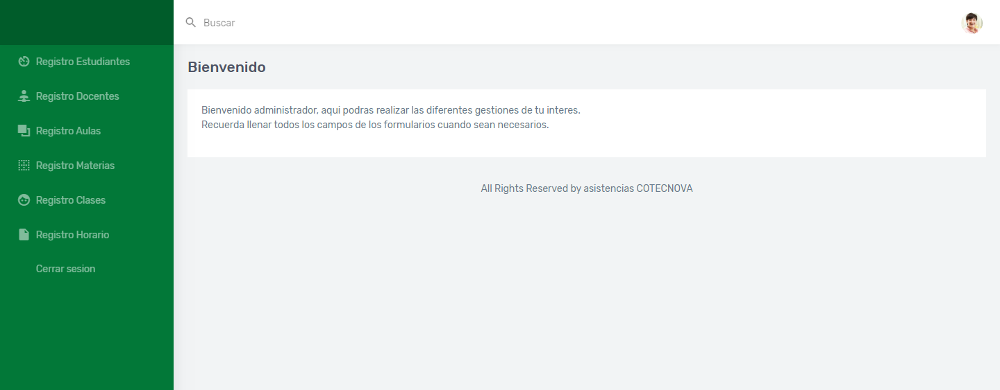 Buscar
Registro Estudiantes
Registro Docentes
Registro Aulas
Registro Materias
Registro Clases
Registro Horario
Cerrar sesion
Bienvenido
Bienvenido administrador, aqui podras realizar las diferentes gestiones de tu interes.
Recuerda llenar todos los campos de los formularios cuando sean necesarios.
All Rights Reserved by asistencias COTECNOVA